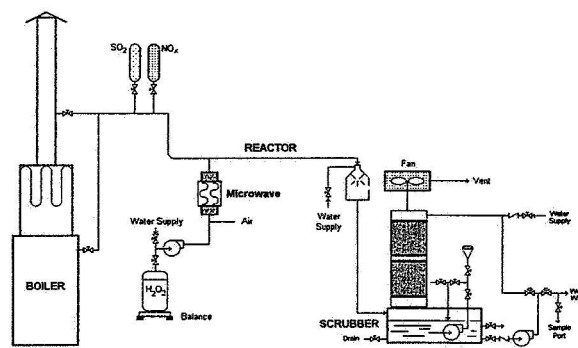 SO₂
NOₓ
REACTOR
Fan
Microwave
Vent
Water Supply
Air
Water
Supply
Water
Supply
BOILER
H₂O₂
SCRUBBER
Balance
Drain
Sample
Port